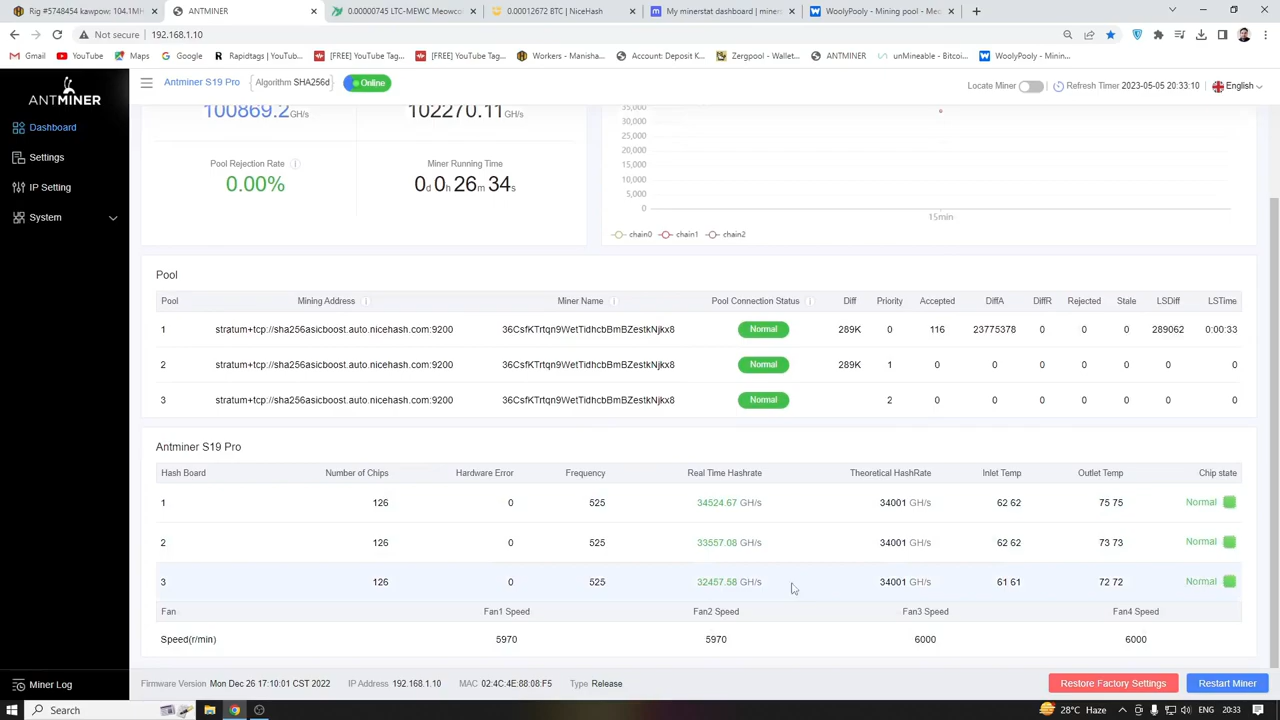 Rig #5748454 kawpow: 104.1MH
ANTMINER
0.00000745 LTC-MEWC Meowcoi
0.00012672 BTC | NiceHash
My minerstat dashboard | miners
WoolyPooly - Mining pool - Med
Not secure
192.168.1.10
Gmail
YouTube
Maps
Google
Rapidtags | YouTub...
[FREE] YouTube Tag...
[FREE] YouTube Tag...
Workers - Manisha...
Account: Deposit K...
Zergpool - Wallet...
ANTMINER
unMineable - Bitcoi...
WoolyPooly - Minin...
ANTMINER
Antminer S19 Pro
Algorithm SHA256d
Online
Locate Miner
Refresh Timer 2023-05-05 20:33:10
English
Dashboard
Settings
IP Setting
System
100869.2GH/s
102270.11GH/s
Pool Rejection Rate
0.00%
Miner Running Time
0d 0h 26m 34s
35,000
30,000
25,000
20,000
15,000
10,000
5,000
0
15min
chain0 chain1 chain2
Pool
Pool Mining Address Miner Name Pool Connection Status Diff Priority Accepted DiffA DiffR Rejected Stale LSDiff LSTime
1 stratum+tcp://sha256asicboost.auto.nicehash.com:9200 36CsfKTrtqn9WetTidhcbBmBZestkNjkx8 Normal 289K 0 116 23775378 0 0 0 289062 0:00:33
2 stratum+tcp://sha256asicboost.auto.nicehash.com:9200 36CsfKTrtqn9WetTidhcbBmBZestkNjkx8 Normal 289K 1 0 0 0 0 0 0 0
3 stratum+tcp://sha256asicboost.auto.nicehash.com:9200 36CsfKTrtqn9WetTidhcbBmBZestkNjkx8 Normal 2 0 0 0 0 0 0 0
Antminer S19 Pro
Hash Board Number of Chips Hardware Error Frequency Real Time Hashrate Theoretical HashRate Inlet Temp Outlet Temp Chip state
1 126 0 525 34524.67 GH/s 34001 GH/s 62 62 75 75 Normal
2 126 0 525 33557.08 GH/s 34001 GH/s 62 62 73 73 Normal
3 126 0 525 32457.58 GH/s 34001 GH/s 61 61 72 72 Normal
Fan Fan1 Speed Fan2 Speed Fan3 Speed Fan4 Speed
Speed(r/min) 5970 5970 6000 6000
Miner Log
Firmware Version Mon Dec 26 17:10:01 CST 2022 IP Address 192.168.1.10 MAC 02:4C:4E:88:08:F5 Type Release
Restore Factory Settings
Restart Miner
Search
28°C Haze
ENG
20:33